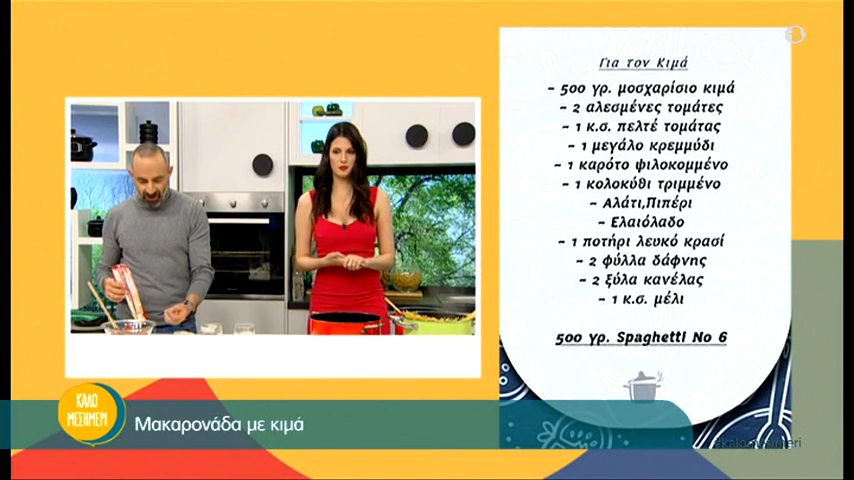 Για τον Κιμά
- 500 γρ. μοσχαρίσιο κιμά
- 2 αλεσμένες τομάτες
- 1 κ.σ. πελτέ τομάτας
- 1 μεγάλο κρεμμύδι
- 1 καρότο ψιλοκομμένο
- 1 κολοκύθι τριμμένο
- Αλάτι,Πιπέρι
- Ελαιόλαδο
- 1 ποτήρι λευκό κρασί
- 2 φύλλα δάφνης
- 2 ξύλα κανέλας
- 1 κ.σ. μέλι
500 γρ. Spaghetti No 6
ΚΑΛΟ
ΜΕΣΗΜΕΡΙ
Μακαρονάδα με κιμά